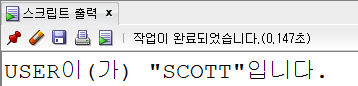 스크립트 출력 x
작업이 완료되었습니다.(0,147초)
USER이(가) "SCOTT"입니다.